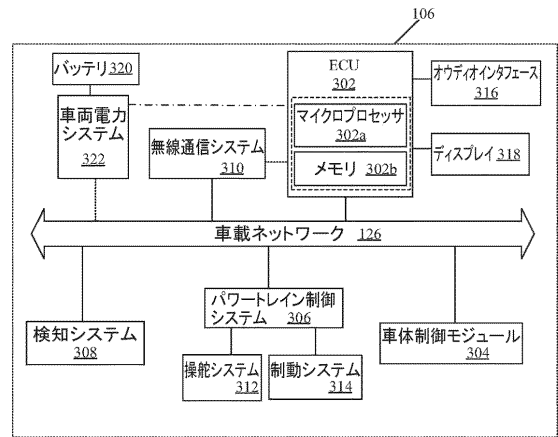 106
バッテリ320
車両電力
システム
322
無線通信システム
310
ECU
302
マイクロプロセッサ
302a
メモリ 302b
オウディオインタフェース
316
ディスプレイ 318
車載ネットワーク 126
検知システム
308
パワートレイン制御
システム 306
操舵システム
312
制動システム
314
車体制御モジュール
304